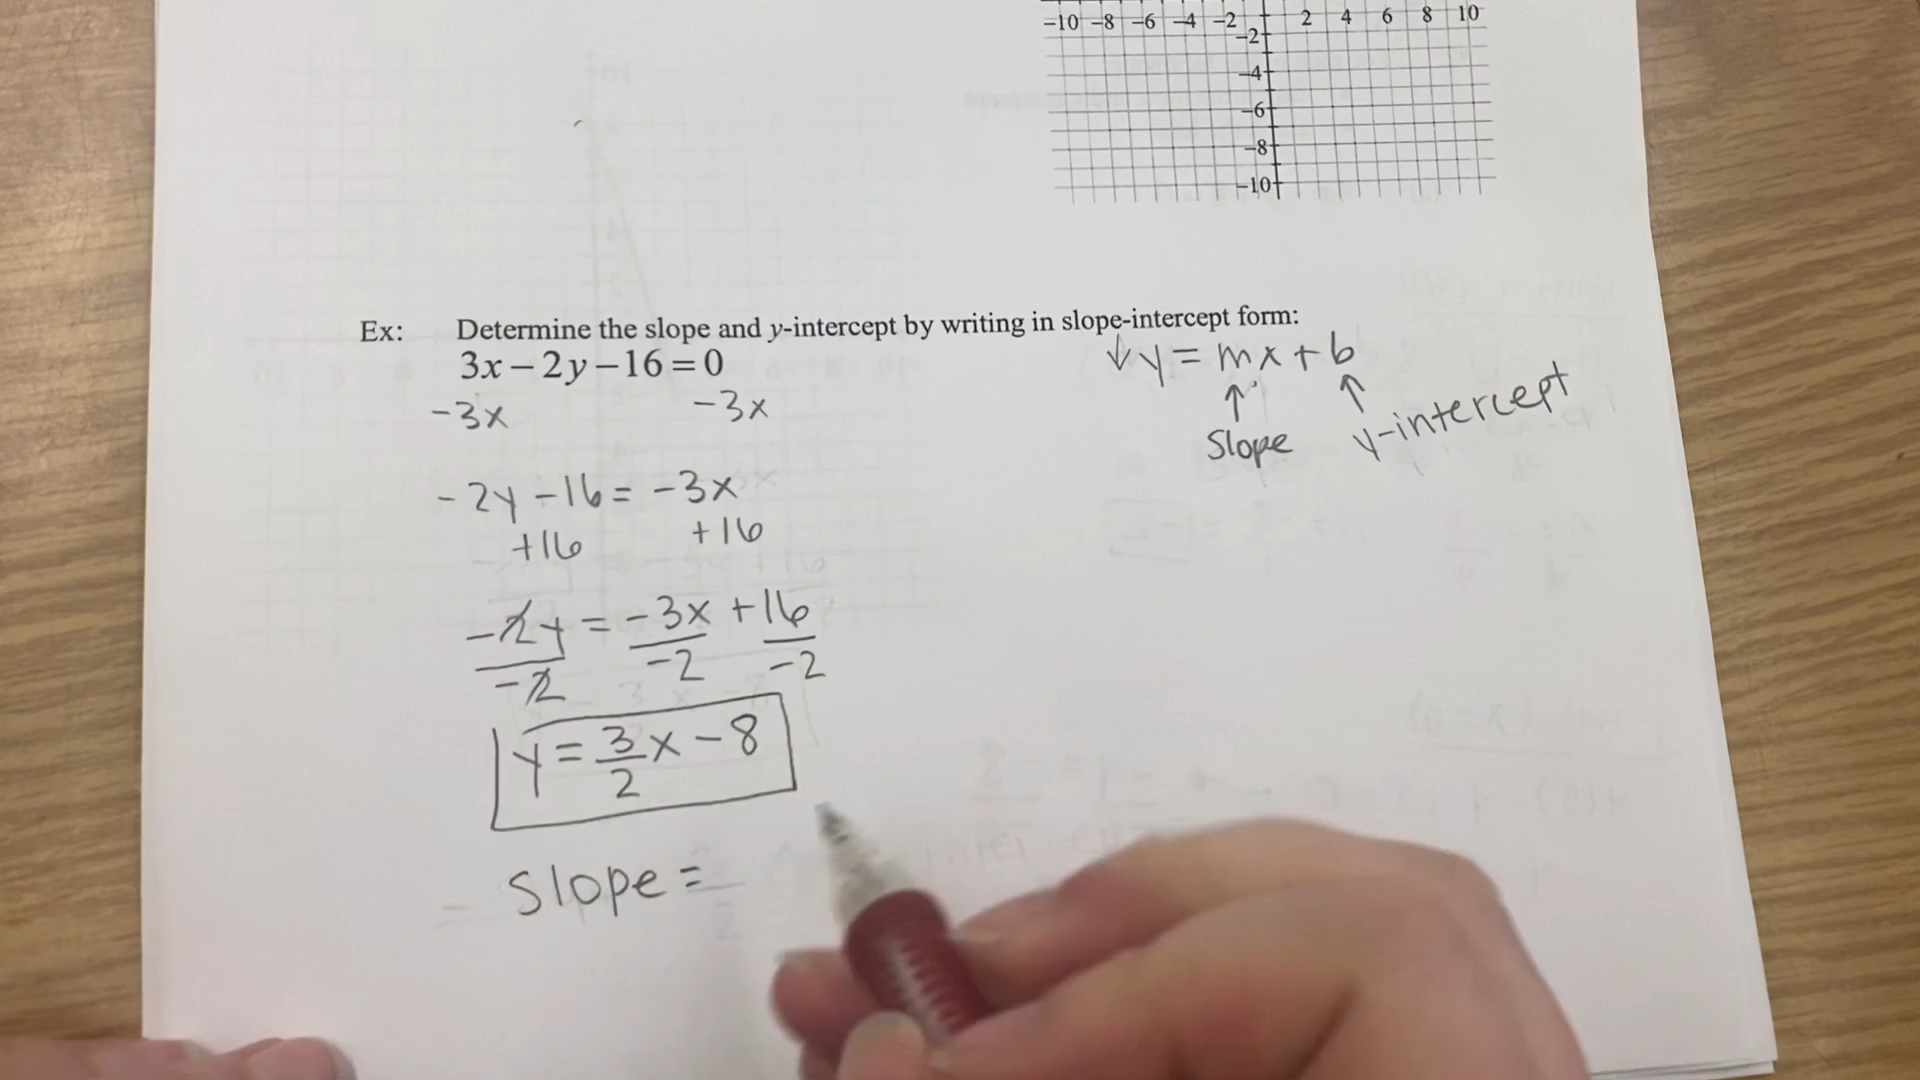 -10 -8 -6 -4 -2 2 4 6 8 10
-2
-4
-6
-8
-10
Ex: Determine the slope and y-intercept by writing in slope-intercept form:
3x – 2y – 16 = 0
-3x -3x
y = mx + b
Slope y-intercept
-2y - 16 = -3x
+16 +16
-2y = -3x + 16
-2 -2 -2
y = 3/2 x - 8
slope =